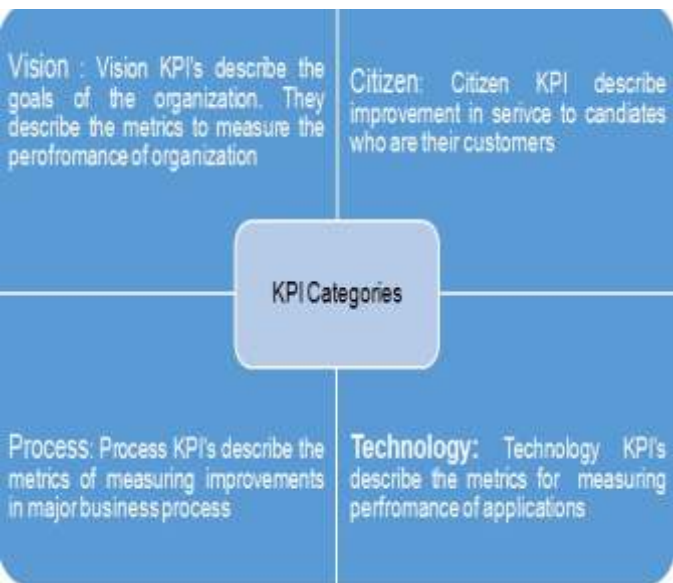 Vision : Vision KPI's describe the
goals of the organization. They
describe the metrics to measure the
perofromance of organization
Citizen: Citizen KPI describe
improvement in serivce to candiates
who are their customers
KPI Categories
Process: Process KPI's describe the
metrics of measuring improvements
in major business process
Technology: Technology KPI's
describe the metrics for measuring
perfromance of applications